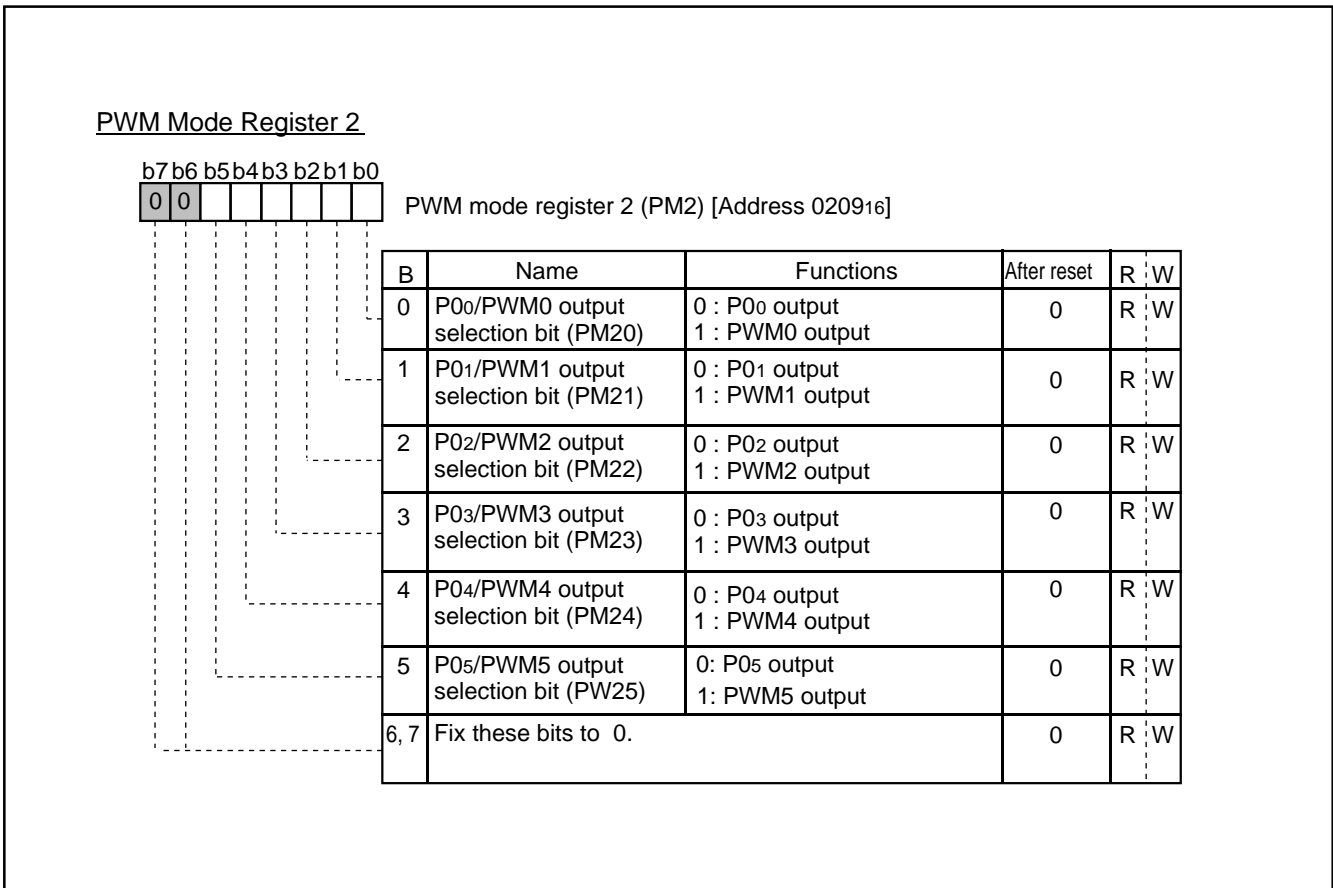 PWM Mode Register 2
b7 b6 b5 b4 b3 b2 b1 b0
0 0
PWM mode register 2 (PM2) [Address 020916]
B Name Functions After reset R W
0 P00/PWM0 output selection bit (PM20) 0 : P00 output 1 : PWM0 output 0 R W
1 P01/PWM1 output selection bit (PM21) 0 : P01 output 1 : PWM1 output 0 R W
2 P02/PWM2 output selection bit (PM22) 0 : P02 output 1 : PWM2 output 0 R W
3 P03/PWM3 output selection bit (PM23) 0 : P03 output 1 : PWM3 output 0 R W
4 P04/PWM4 output selection bit (PM24) 0 : P04 output 1 : PWM4 output 0 R W
5 P05/PWM5 output selection bit (PW25) 0: P05 output 1: PWM5 output 0 R W
6, 7 Fix these bits to 0. 0 R W